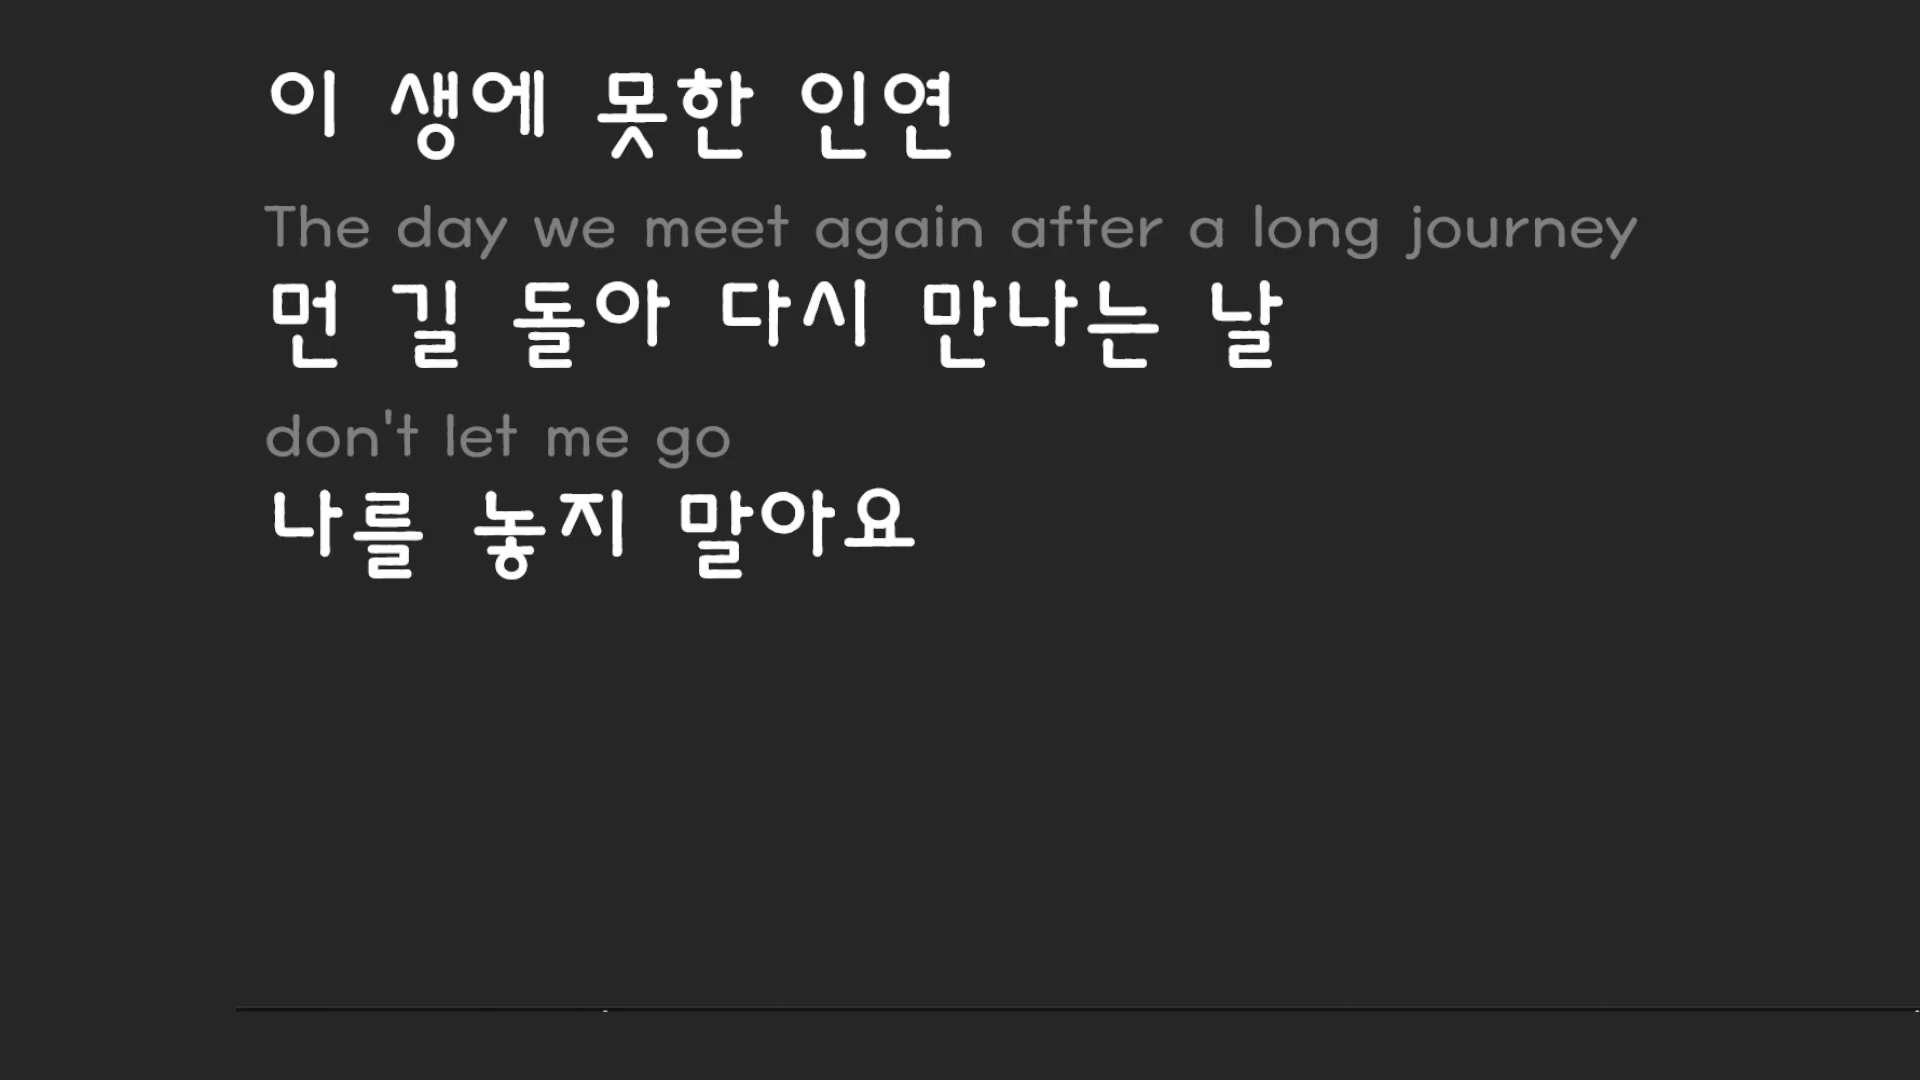 이 생에 못한 인연
The day we meet again after a long journey
먼 길 돌아 다시 만나는 날
don't let me go
나를 놓지 말아요